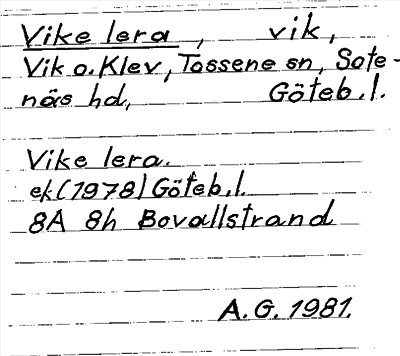 Vike lera, vik,
Vik o. Klev, Tossene sn, Sote-
näs hd, Göteb. l.
Vike lera.
ek (1978) Göteb. l.
8A 8h Bovallstrand
A. G. 1981.